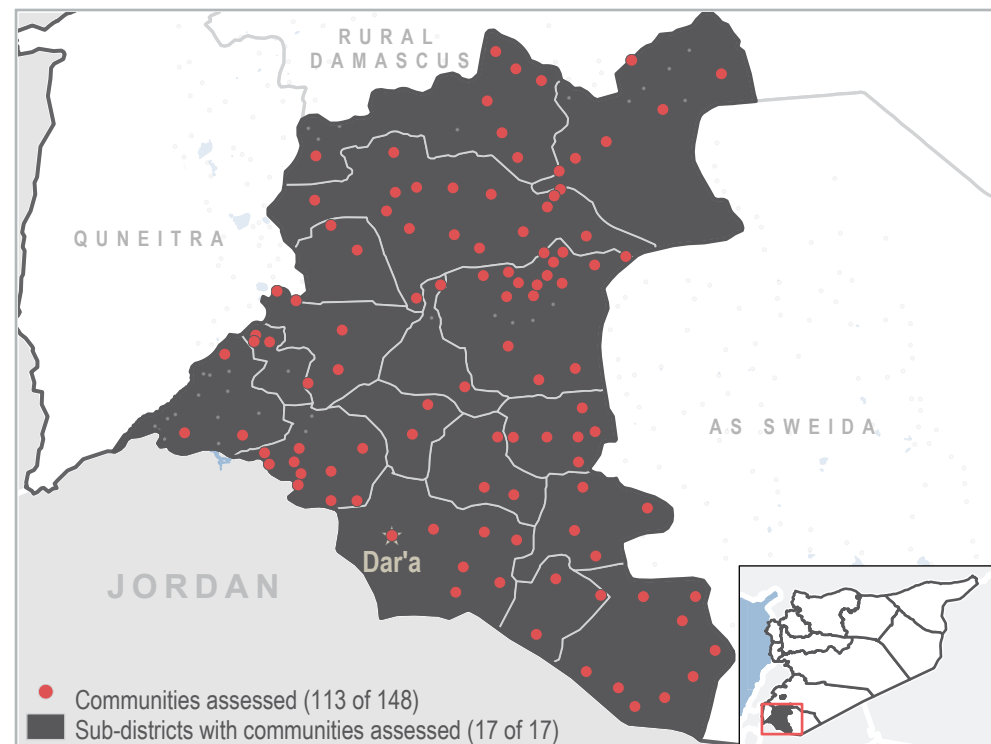 RURAL
DAMASCUS
QUNEITRA
AS SWEIDA
Dar'a
JORDAN
Communities assessed (113 of 148)
Sub-districts with communities assessed (17 of 17)